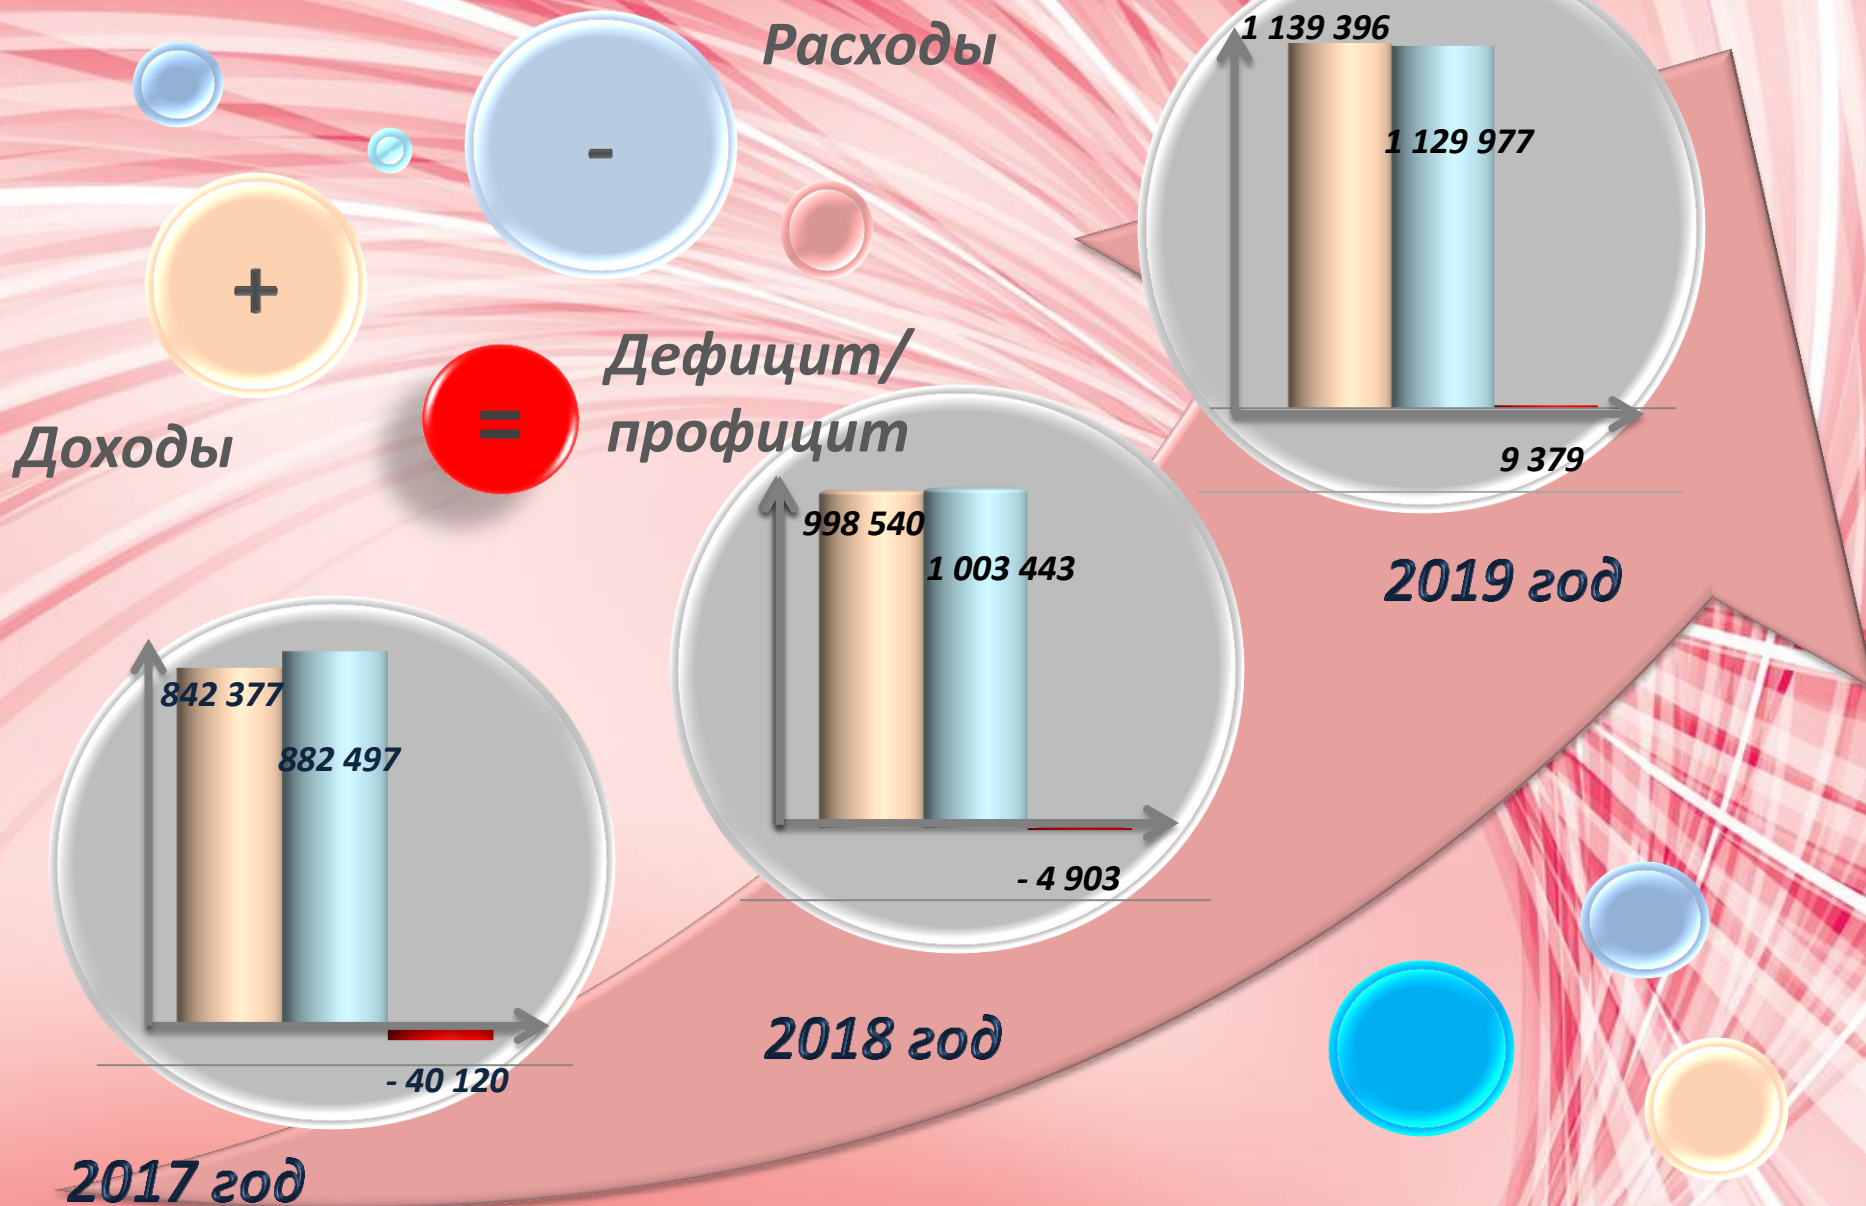 Расходы
-
+
Доходы
=
Дефицит/
профицит
1 139 396
1 129 977
9 379
2019 год
998 540
1 003 443
- 4 903
2018 год
842 377
882 497
- 40 120
2017 год